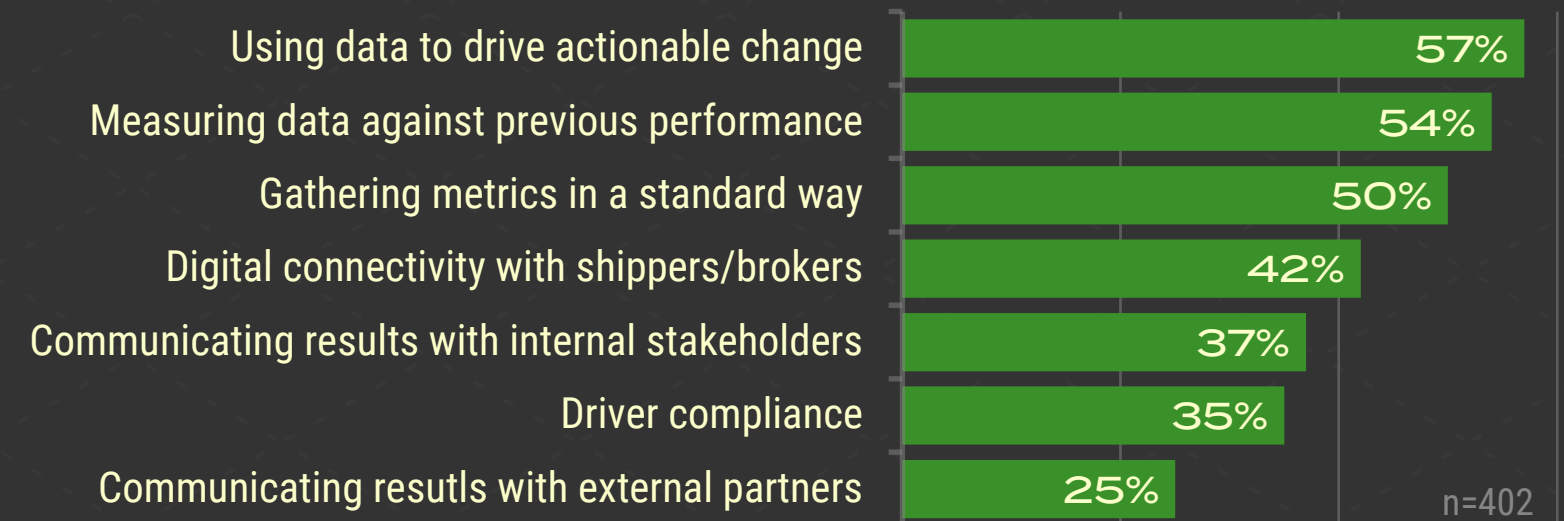 Using data to drive actionable change 57%
Measuring data against previous performance 54%
Gathering metrics in a standard way 50%
Digital connectivity with shippers/brokers 42%
Communicating results with internal stakeholders 37%
Driver compliance 35%
Communicating resutls with external partners 25%
n=402